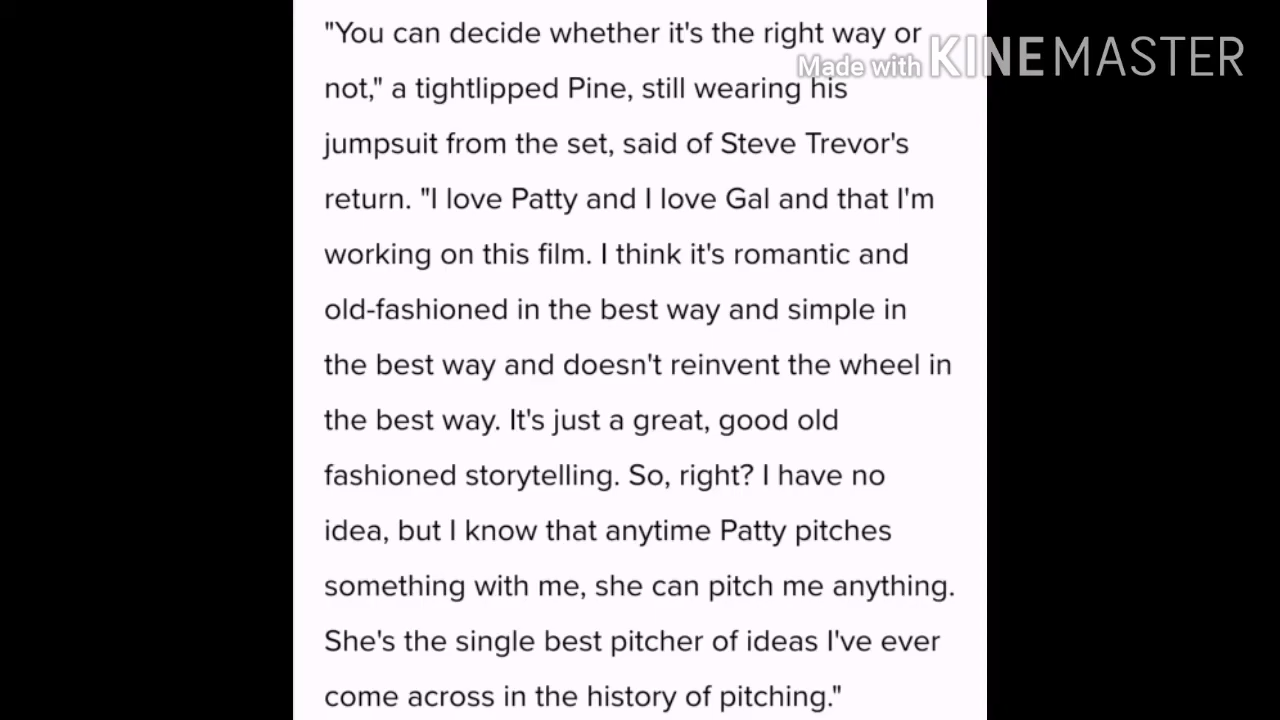 "You can decide whether it's the right way or
Made with KINEMASTER
not," a tightlipped Pine, still wearing his
jumpsuit from the set, said of Steve Trevor's
return. "I love Patty and I love Gal and that I'm
working on this film. I think it's romantic and
old-fashioned in the best way and simple in
the best way and doesn't reinvent the wheel in
the best way. It's just a great, good old
fashioned storytelling. So, right? I have no
idea, but I know that anytime Patty pitches
something with me, she can pitch me anything.
She's the single best pitcher of ideas I've ever
come across in the history of pitching."